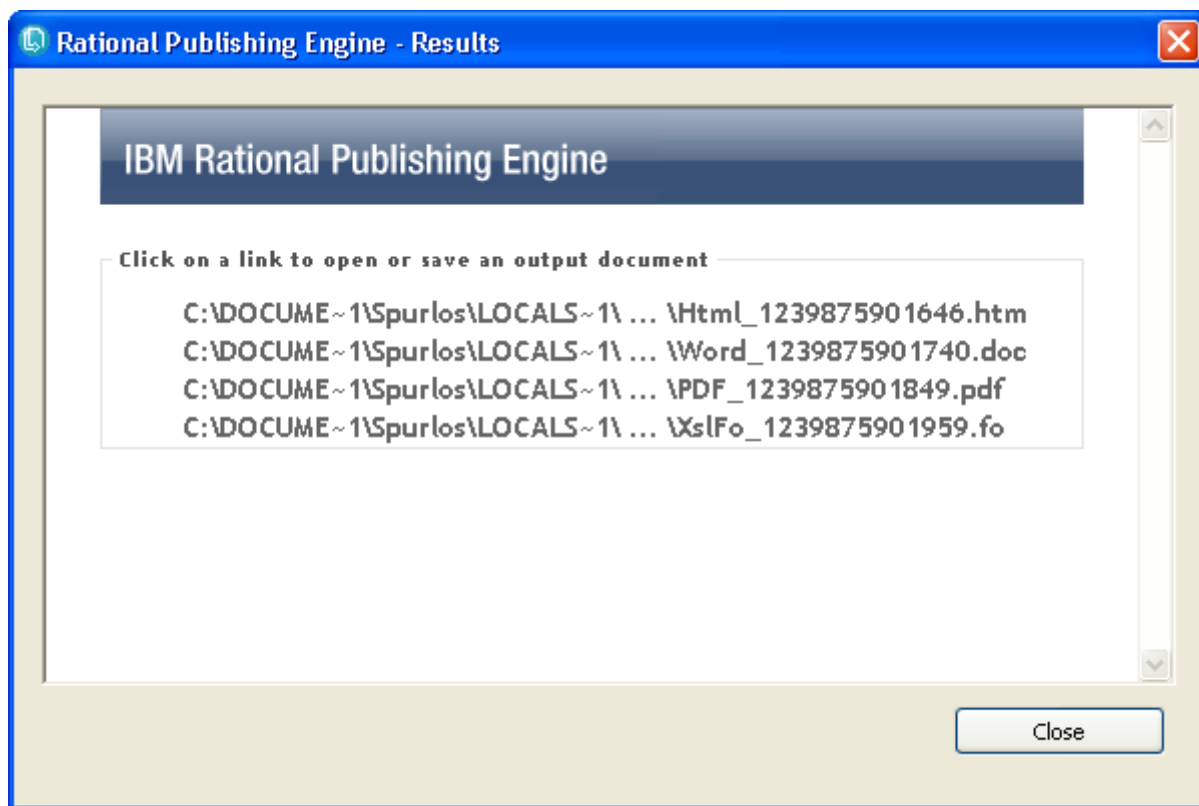 Rational Publishing Engine - Results
IBM Rational Publishing Engine
Click on a link to open or save an output document
C:\DOCUME~1\Spurlos\LOCALS~1\ ... \Html_1239875901646.htm
C:\DOCUME~1\Spurlos\LOCALS~1\ ... \Word_1239875901740.doc
C:\DOCUME~1\Spurlos\LOCALS~1\ ... \PDF_1239875901849.pdf
C:\DOCUME~1\Spurlos\LOCALS~1\ ... \XslFo_1239875901959.fo
Close